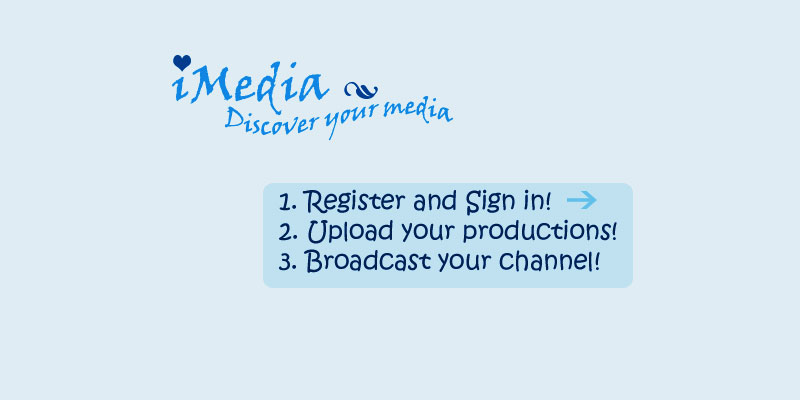 iMedia
Discover your media
1. Register and Sign in!
2. Upload your productions!
3. Broadcast your channel!